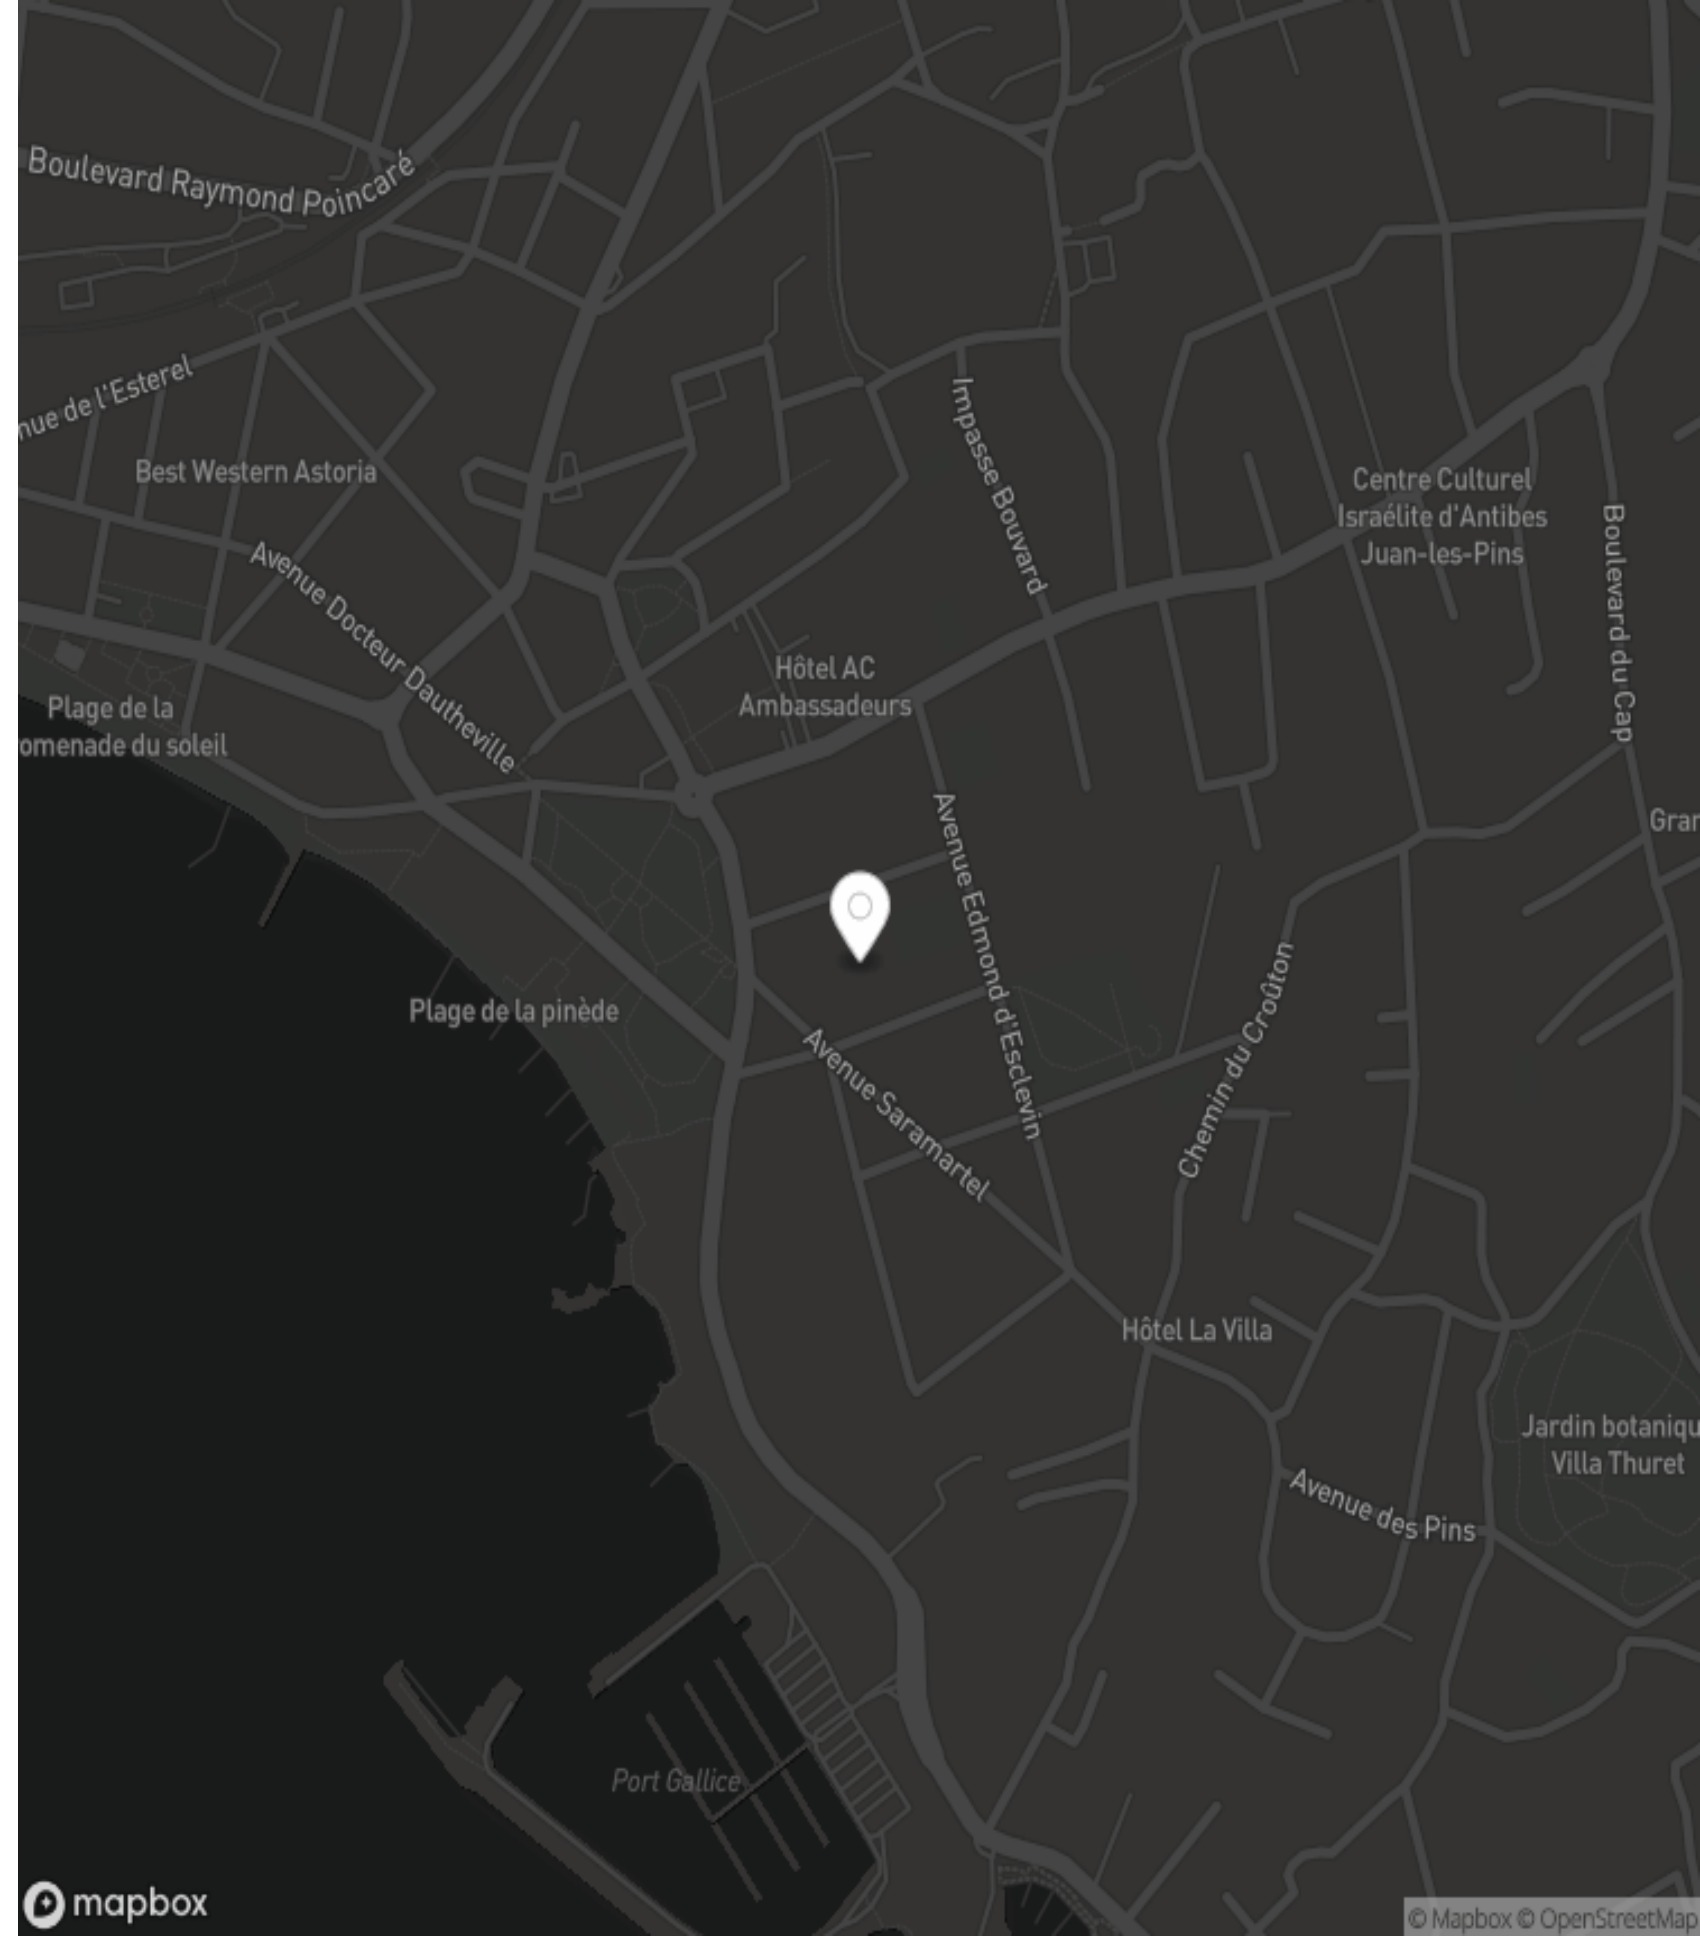 Boulevard Raymond Poincaré
nue de l'Esterel
Best Western Astoria
Impasse Bouvard
Centre Culturel
Israélite d'Antibes
Juan-les-Pins
Boulevard du Cap
Avenue Docteur Dautheville
Hôtel AC
Ambassadeurs
Plage de la
omenade du soleil
Avenue Edmond d'Esclevin
Gran
Plage de la pinède
Avenue Saramartel
Chemin du Croûton
Hôtel La Villa
Jardin botaniqu
Villa Thuret
Avenue des Pins
Port Gallice
mapbox
© Mapbox © OpenStreetMap